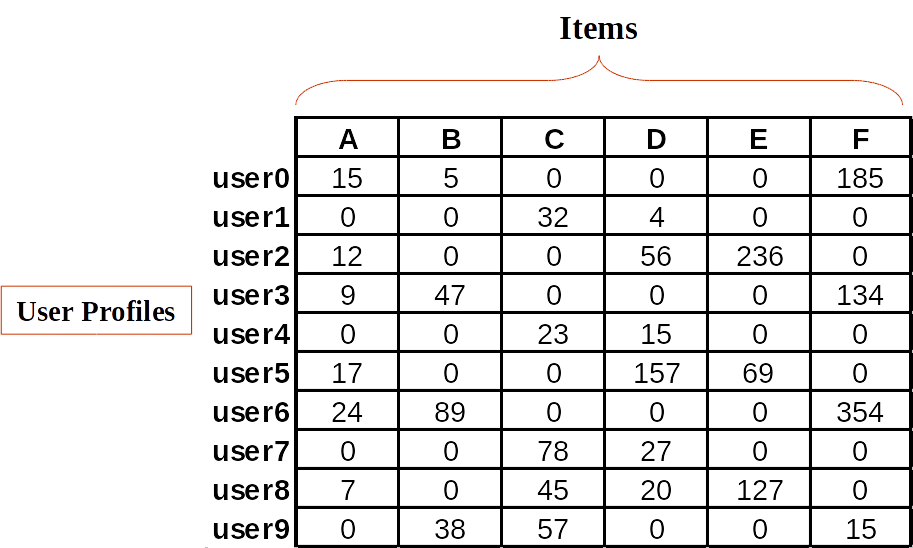 Items
A B C D E F
user0 15 5 0 0 0 185
user1 0 0 32 4 0 0
user2 12 0 0 56 236 0
user3 9 47 0 0 0 134
User Profiles
user4 0 0 23 15 0 0
user5 17 0 0 157 69 0
user6 24 89 0 0 0 354
user7 0 0 78 27 0 0
user8 7 0 45 20 127 0
user9 0 38 57 0 0 15